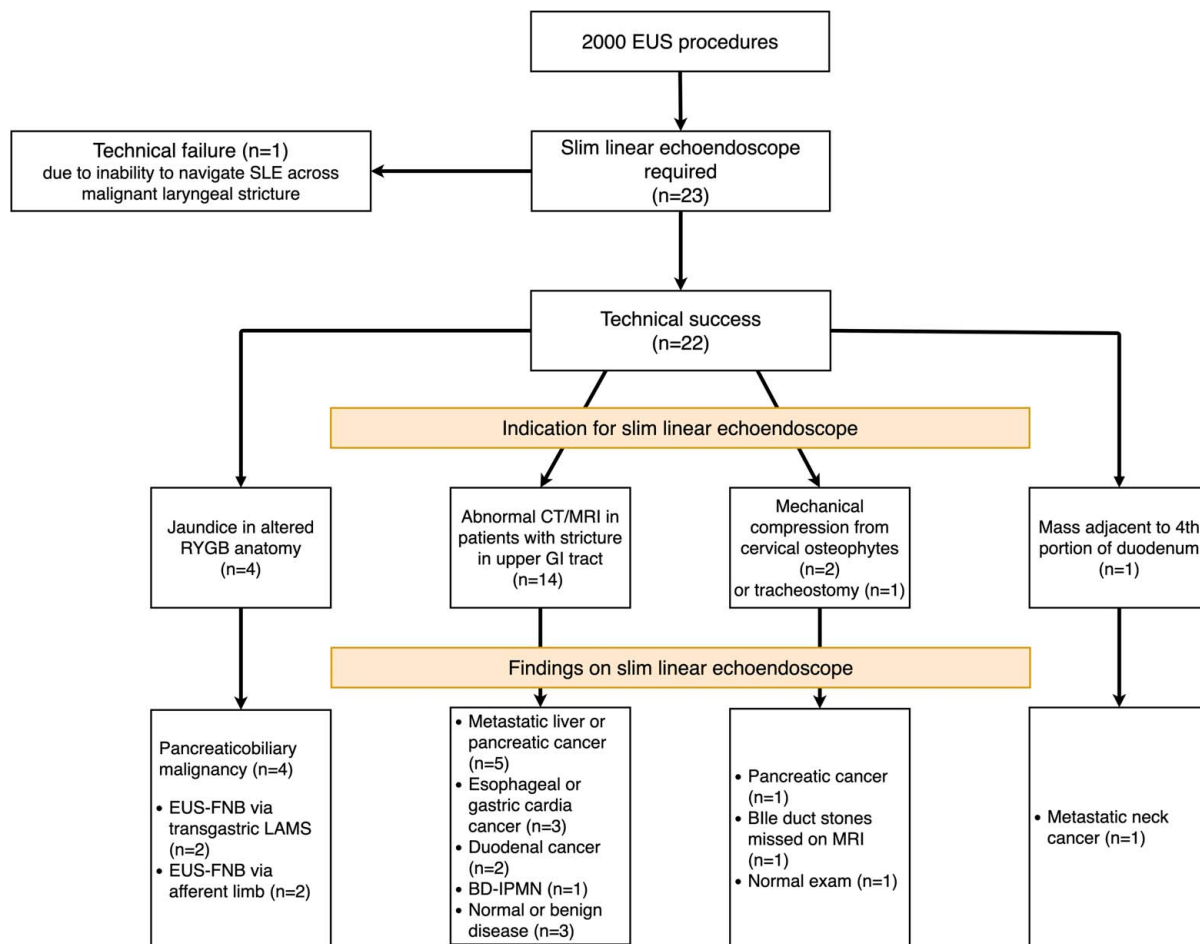 2000 EUS procedures
Technical failure (n=1)
due to inability to navigate SLE across
malignant laryngeal stricture
Slim linear echoendoscope
required
(n=23)
Technical success
(n=22)
Indication for slim linear echoendoscope
Jaundice in altered
RYGB anatomy
(n=4)
Abnormal CT/MRI in
patients with stricture
in upper GI tract
(n=14)
Mechanical
compression from
cervical osteophytes
(n=2)
or tracheostomy (n=1)
Mass adjacent to 4th
portion of duodenum
(n=1)
Findings on slim linear echoendoscope
Pancreaticobiliary
malignancy (n=4)
• EUS-FNB via
transgastric LAMS
(n=2)
• EUS-FNB via
afferent limb (n=2)
• Metastatic liver or
pancreatic cancer
(n=5)
• Esophageal or
gastric cardia
cancer (n=3)
• Duodenal cancer
(n=2)
• BD-IPMN (n=1)
• Normal or benign
disease (n=3)
• Pancreatic cancer
(n=1)
• BIle duct stones
missed on MRI
(n=1)
• Normal exam (n=1)
• Metastatic neck
cancer (n=1)